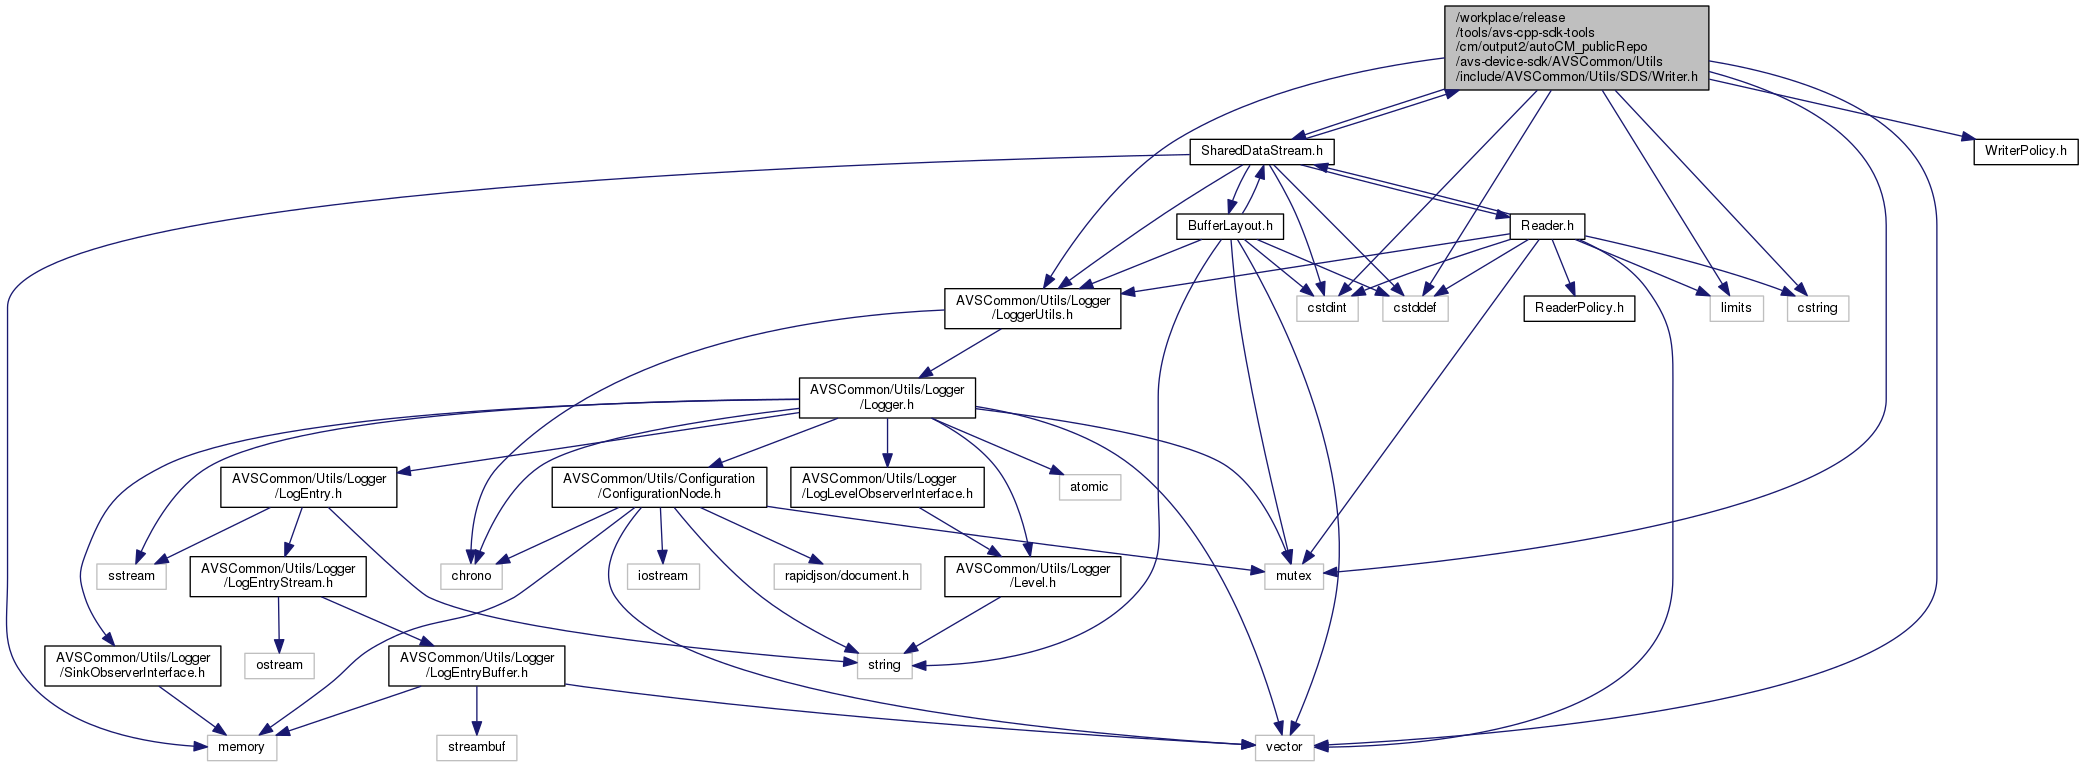 /workplace/release
/tools/avs-cpp-sdk-tools
/cm/output2/autoCM_publicRepo
/avs-device-sdk/AVSCommon/Utils
/include/AVSCommon/Utils/SDS/Writer.h
SharedDataStream.h
WriterPolicy.h
BufferLayout.h
Reader.h
AVSCommon/Utils/Logger
/LoggerUtils.h
cstdint
cstddef
ReaderPolicy.h
limits
cstring
AVSCommon/Utils/Logger
/Logger.h
AVSCommon/Utils/Logger
/LogEntry.h
AVSCommon/Utils/Configuration
/ConfigurationNode.h
AVSCommon/Utils/Logger
/LogLevelObserverInterface.h
atomic
sstream
AVSCommon/Utils/Logger
/LogEntryStream.h
chrono
iostream
rapidjson/document.h
AVSCommon/Utils/Logger
/Level.h
mutex
AVSCommon/Utils/Logger
/SinkObserverInterface.h
ostream
AVSCommon/Utils/Logger
/LogEntryBuffer.h
string
memory
streambuf
vector